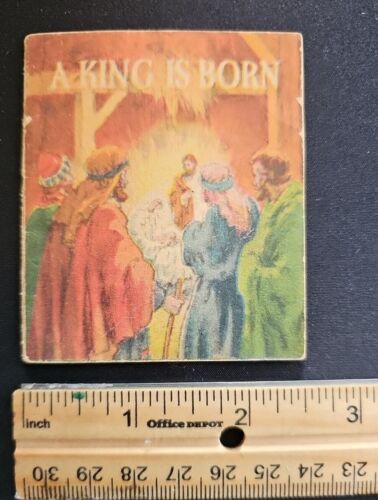 A KING IS BORN
inch 1 Office DEPOT 2 3
30 29 28 27 26 25 24 23